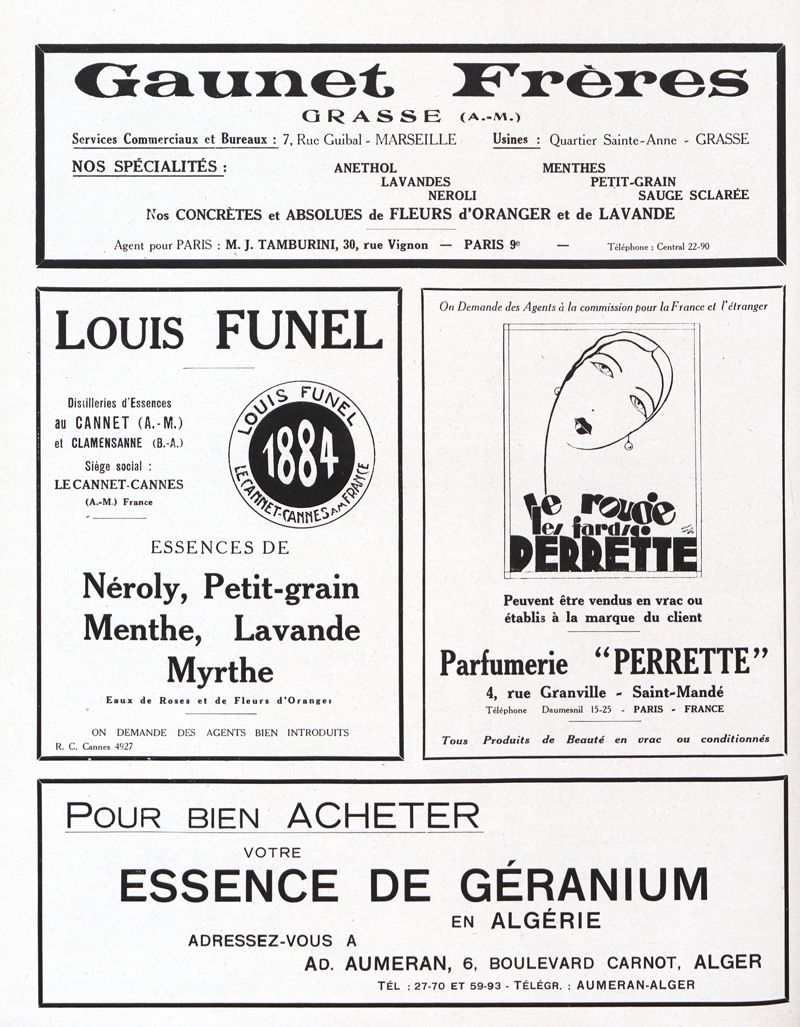 Gaunet Frères
GRASSE (A.-M.)
Services Commerciaux et Bureaux : 7, Rue Guibal - MARSEILLE Usines : Quartier Sainte-Anne - GRASSE
NOS SPÉCIALITÉS : ANETHOL MENTHES
LAVANDES PETIT-GRAIN
NEROLI SAUGE SCLARÉE
Nos CONCRÈTES et ABSOLUES de FLEURS d'ORANGER et de LAVANDE
Agent pour PARIS : M. J. TAMBURINI, 30, rue Vignon — PARIS 9e — Téléphone : Central 22-90
LOUIS FUNEL
Distilleries d'Essences
au CANNET (A.-M.)
et CLAMENSANNE (B.-A.)
Siège social :
LE CANNET-CANNES
(A.-M.) France
LOUIS FUNEL
1884
LE CANNET-CANNES A.M. FRANCE
ESSENCES DE
Néroly, Petit-grain
Menthe, Lavande
Myrthe
Eaux de Roses et de Fleurs d'Oranger
ON DEMANDE DES AGENTS BIEN INTRODUITS
R. C. Cannes 4927
On Demande des Agents à la commission pour la France et l'étranger
le rouge
les fards
PERRETTE
Peuvent être vendus en vrac ou
établis à la marque du client
Parfumerie "PERRETTE"
4, rue Granville - Saint-Mandé
Téléphone Daumesnil 15-25 - PARIS - FRANCE
Tous Produits de Beauté en vrac ou conditionnés
POUR BIEN ACHETER
VOTRE
ESSENCE DE GÉRANIUM
EN ALGÉRIE
ADRESSEZ-VOUS A
AD. AUMERAN, 6, BOULEVARD CARNOT, ALGER
TÉL : 27-70 ET 59-93 - TÉLÉGR. : AUMERAN-ALGER